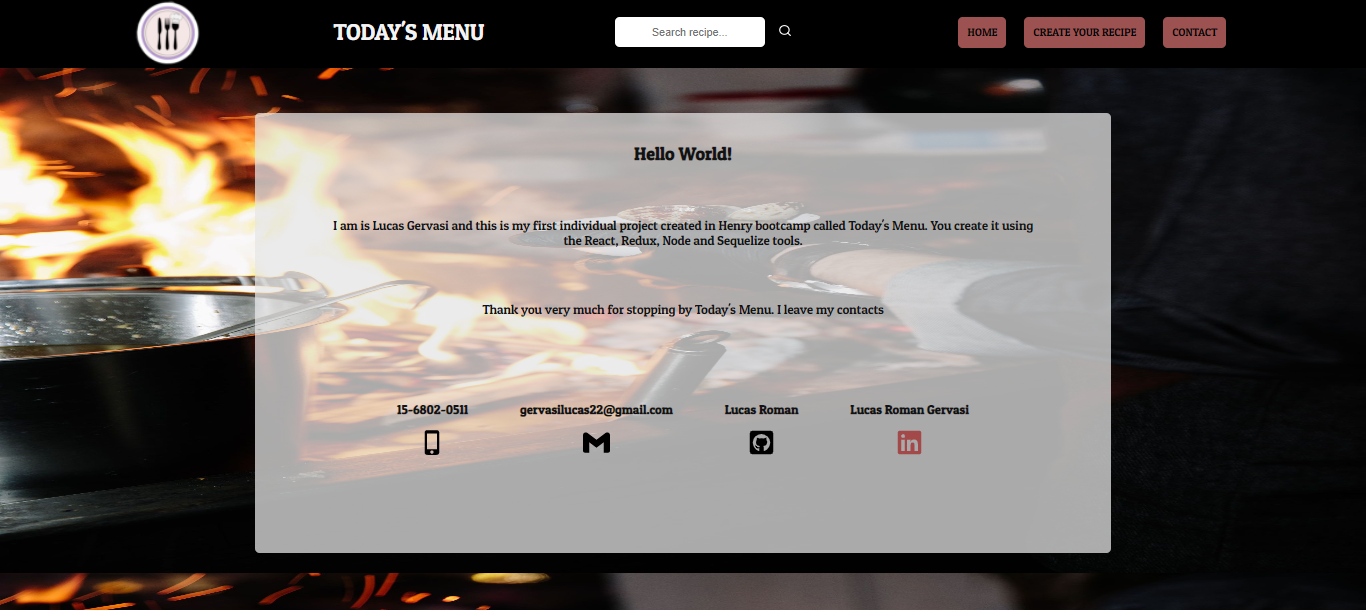 TODAY'S MENU
Search recipe...
HOME
CREATE YOUR RECIPE
CONTACT
Hello World!
I am is Lucas Gervasi and this is my first individual project created in Henry bootcamp called Today's Menu. You create it using
the React, Redux, Node and Sequelize tools.
Thank you very much for stopping by Today's Menu. I leave my contacts
15-6802-0511
gervasilucas22@gmail.com
Lucas Roman
Lucas Roman Gervasi
in